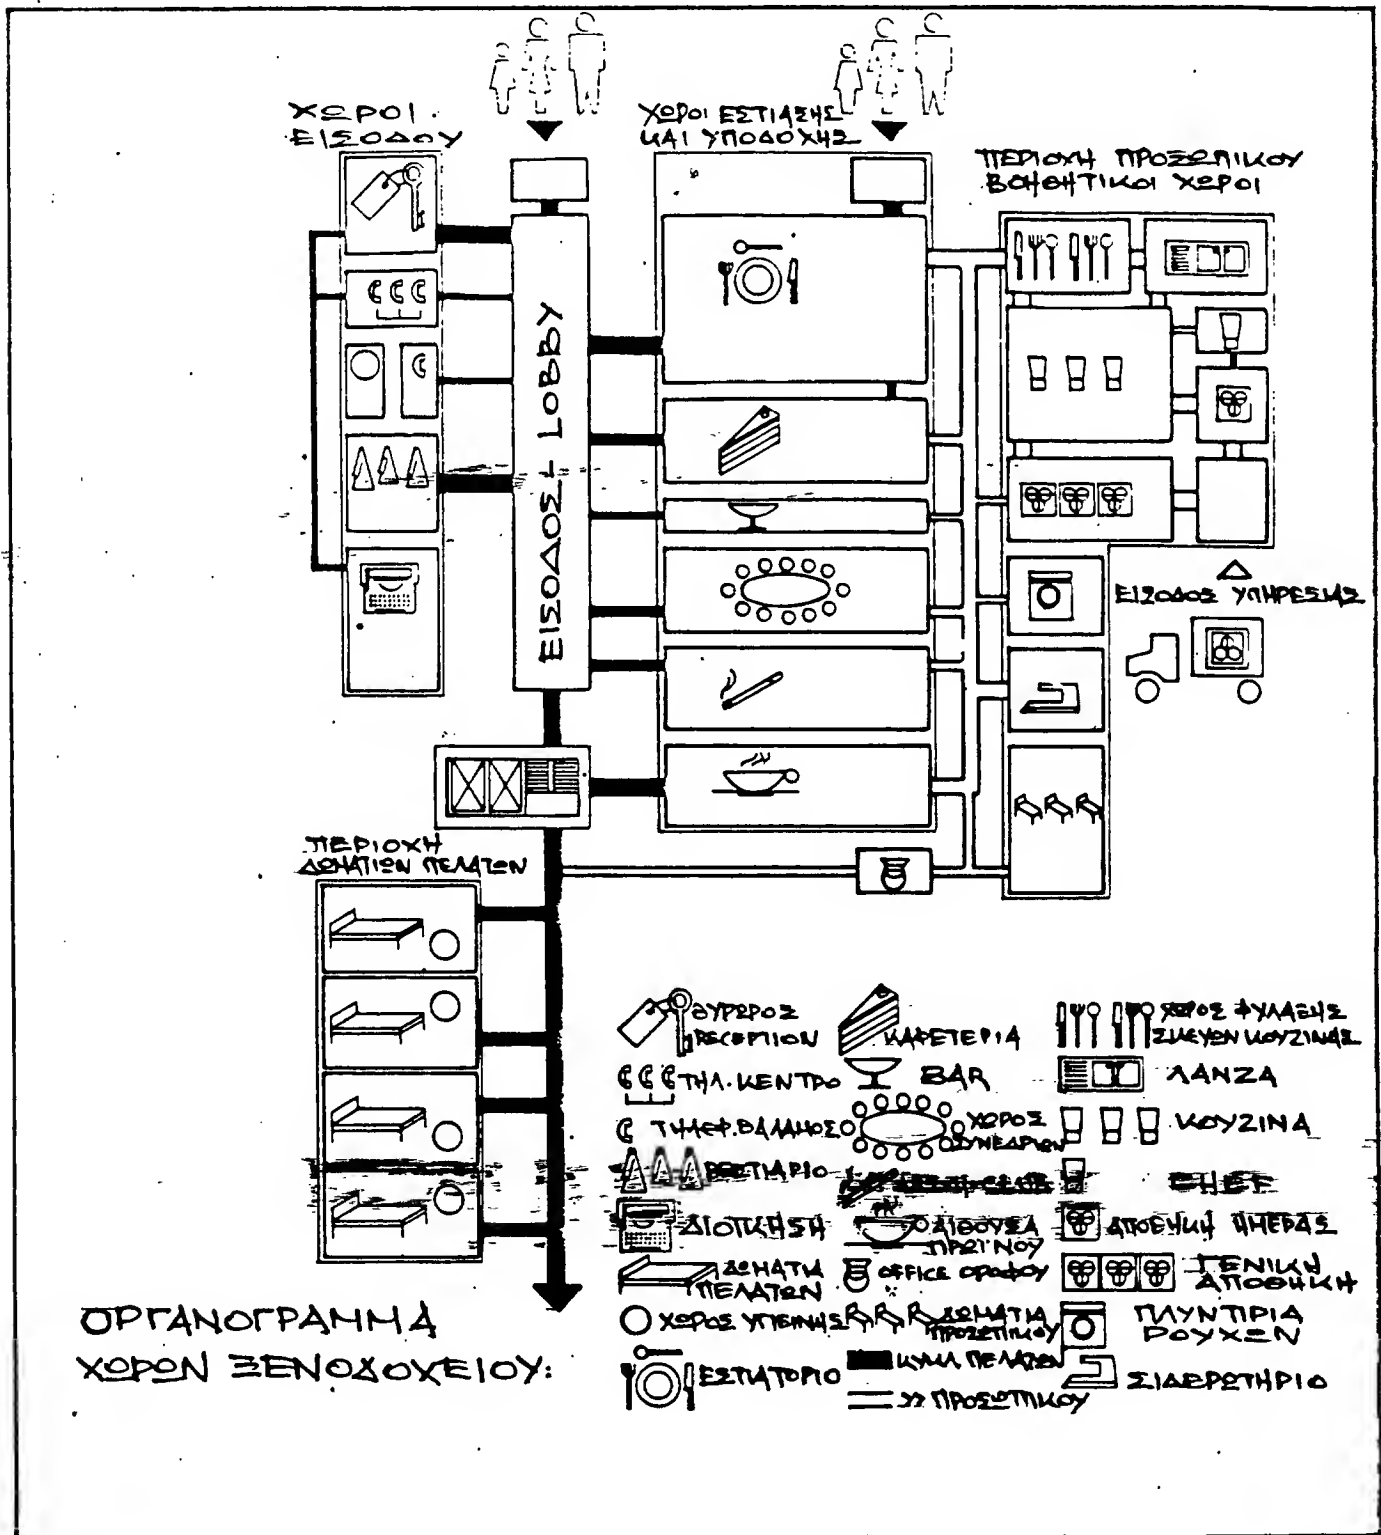 ΧΩΡΟΙ
ΕΙΣΟΔΟΥ
ΧΩΡΟΙ ΕΣΤΙΑΣΗΣ
ΚΑΙ ΥΠΟΔΟΧΗΣ
ΠΕΡΙΟΧΗ ΠΡΟΣΩΠΙΚΟΥ
ΒΟΗΘΗΤΙΚΟΙ ΧΩΡΟΙ
ΕΙΣΟΔΟΣ - LOBBY
ΕΙΣΟΔΟΣ ΥΠΗΡΕΣΙΑΣ
ΠΕΡΙΟΧΗ
ΔΩΜΑΤΙΩΝ ΠΕΛΑΤΩΝ
ΘΥΡΩΡΟΣ
RECEPTION
ΤΗΛ. ΚΕΝΤΡΟ
ΤΗΛΕΦ. ΘΑΛΑΜΟΣ
ΒΕΣΤΙΑΡΙΟ
ΔΙΟΙΚΗΣΗ
ΔΩΜΑΤΙΑ
ΠΕΛΑΤΩΝ
ΧΩΡΟΣ ΥΓΙΕΙΝΗΣ
ΕΣΤΙΑΤΟΡΙΟ
ΚΑΦΕΤΕΡΙΑ
BAR
ΧΩΡΟΣ
ΣΥΝΕΔΡΙΩΝ
ΑΙΘΟΥΣΑ
ΠΡΩΙΝΟΥ
OFFICE ΟΡΟΦΟΥ
ΔΩΜΑΤΙΑ
ΠΡΟΣΩΠΙΚΟΥ
ΚΥΚΛ ΠΕΛΑΤΩΝ
>> ΠΡΟΣΩΠΙΚΟΥ
ΧΩΡΟΣ ΦΥΛΑΞΗΣ
ΣΚΕΥΩΝ ΚΟΥΖΙΝΑΣ
ΛΑΝΖΑ
ΚΟΥΖΙΝΑ
CHEF
ΑΠΟΘΗΚΗ ΗΜΕΡΑΣ
ΓΕΝΙΚΗ
ΑΠΟΘΗΚΗ
ΠΛΥΝΤΙΡΙΑ
ΡΟΥΧΩΝ
ΣΙΔΕΡΩΤΗΡΙΟ
ΟΡΓΑΝΟΓΡΑΜΜΑ
ΧΩΡΩΝ ΞΕΝΟΔΟΧΕΙΟΥ: